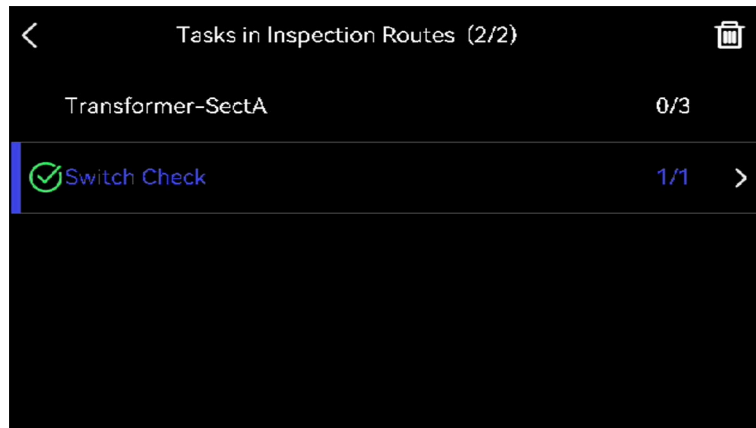 Tasks in Inspection Routes (2/2)
Transformer-SectA 0/3
Switch Check 1/1